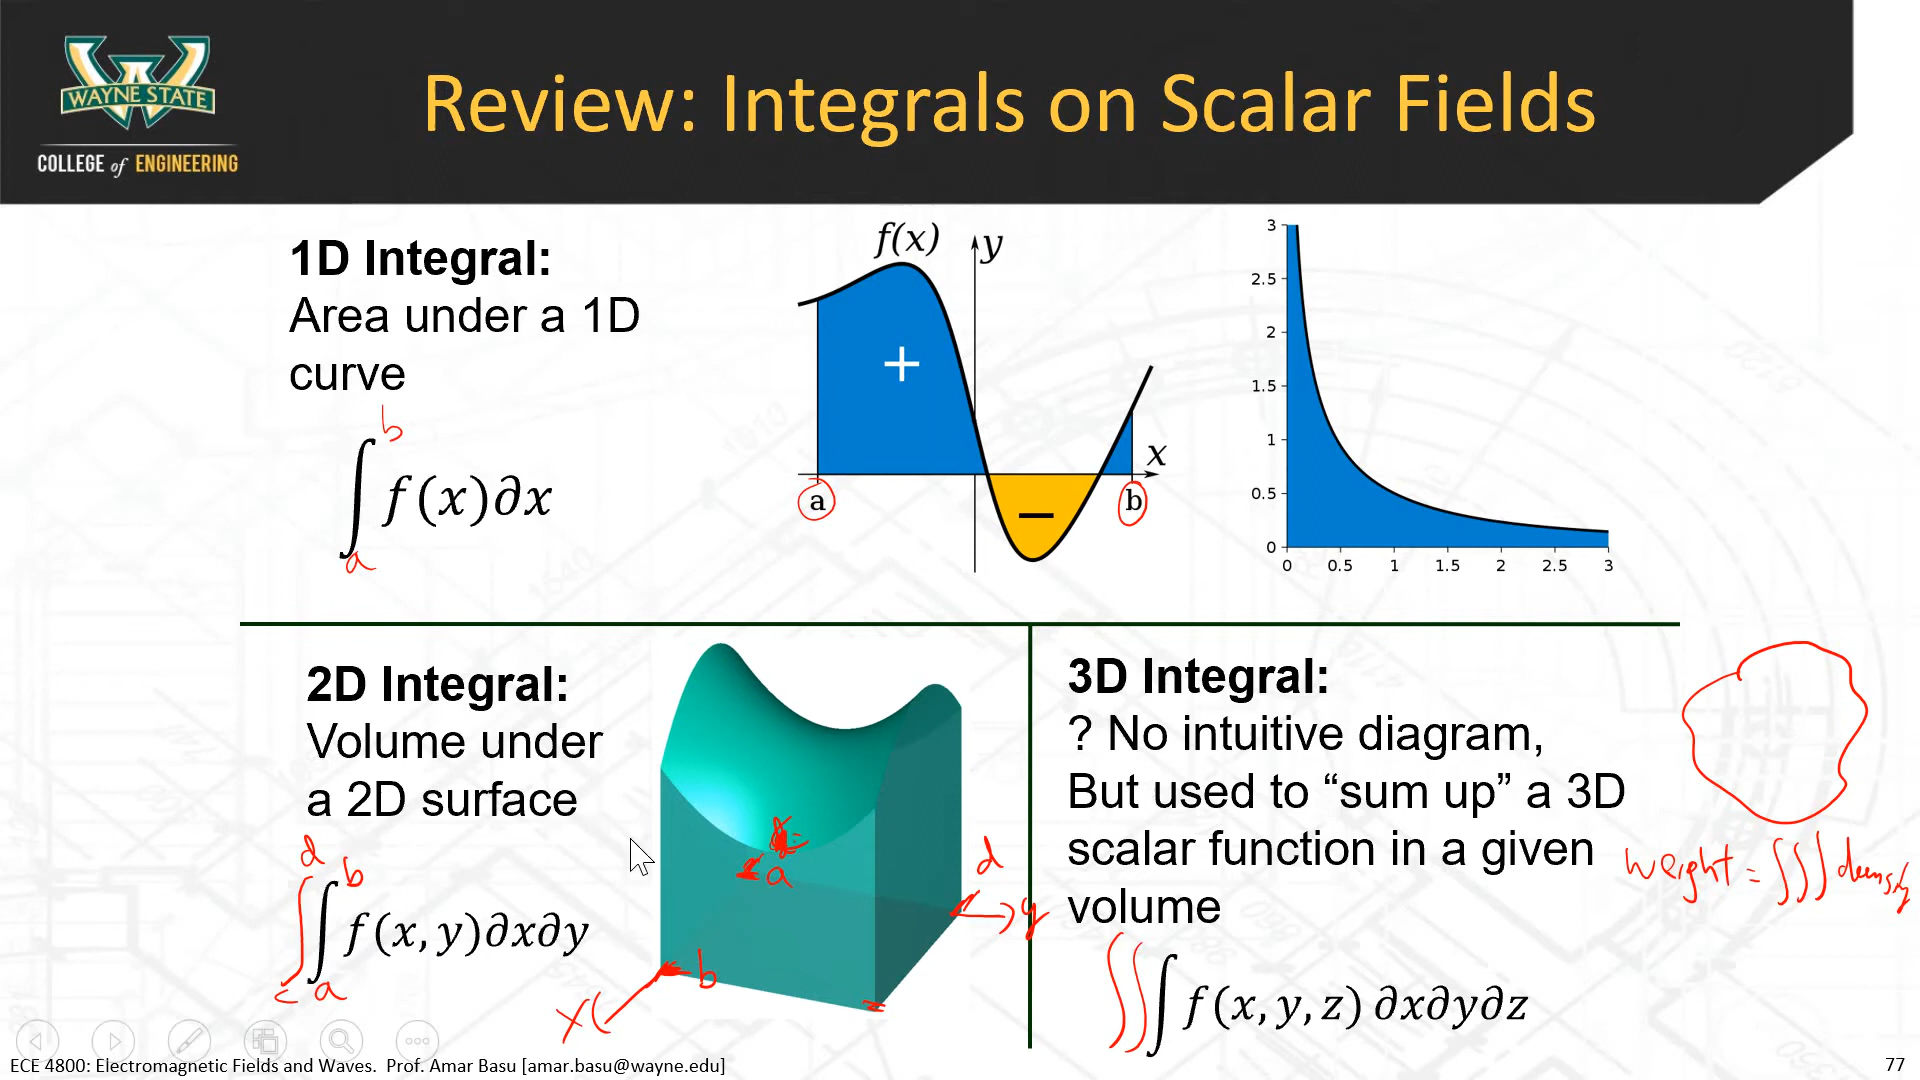 WAYNE STATE
COLLEGE of ENGINEERING
Review: Integrals on Scalar Fields
1D Integral:
Area under a 1D
curve
b
∫ f(x)∂x
a
f(x)
y
+
−
x
a
b
3
2.5
2
1.5
1
0.5
0
0 0.5 1 1.5 2 2.5 3
2D Integral:
Volume under
a 2D surface
d b
∫∫ f(x, y)∂x∂y
c a
a
d
y
b
x
3D Integral:
? No intuitive diagram,
But used to “sum up” a 3D
scalar function in a given
volume
∫∫∫ f(x, y, z) ∂x∂y∂z
weight = ∫∫∫ density
ECE 4800: Electromagnetic Fields and Waves. Prof. Amar Basu [amar.basu@wayne.edu]
77